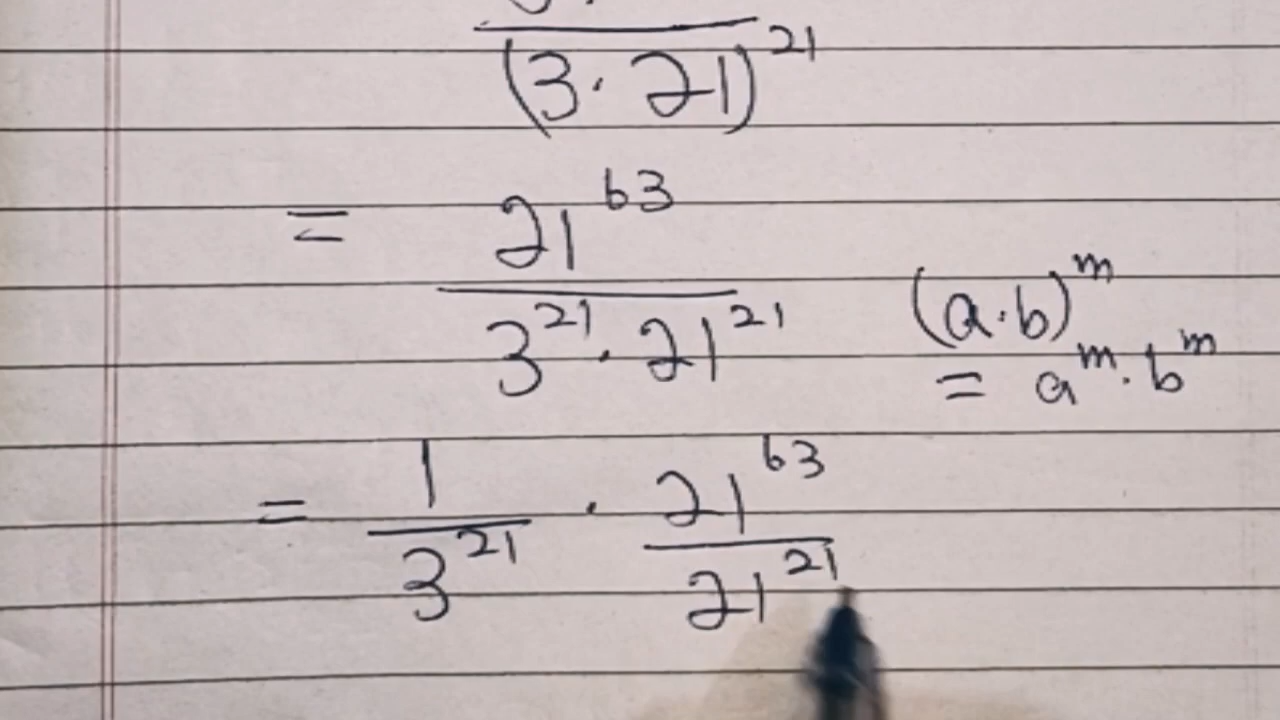 (3·21)^21
= 21^63 / 3^21·21^21
(a·b)^m
= a^m·b^m
= 1/3^21 · 21^63/21^21